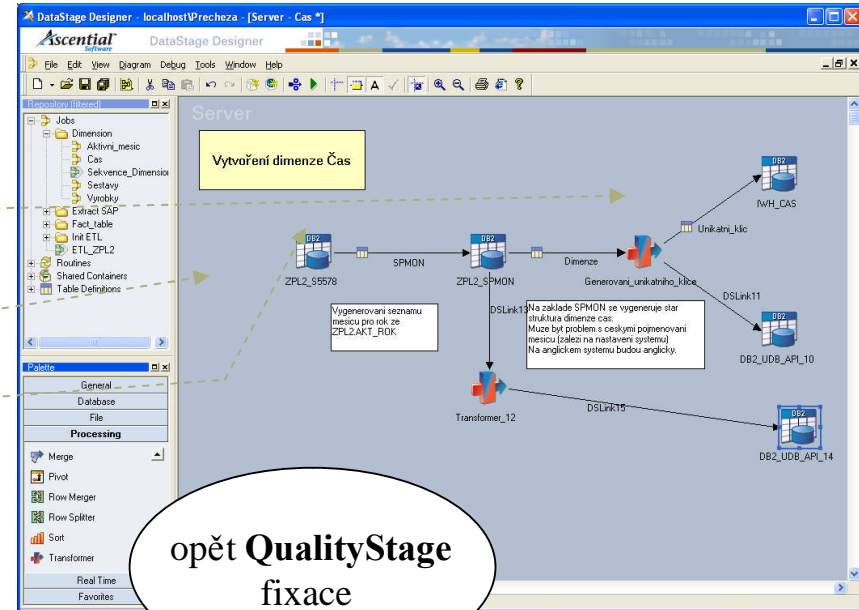 DataStage Designer - localhost\Precheza - [Server - Cas *]
Ascential
Software
DataStage Designer
File Edit View Diagram Debug Tools Window Help
Repository (filtered)
Jobs
Dimension
Aktivni_mesic
Cas
Sekvence_Dimension
Sestavy
Vyrobky
Extract SAP
Fact_table
Init ETL
ETL_ZPL2
Routines
Shared Containers
Table Definitions
Palette
General
Database
File
Processing
Merge
Pivot
Row Merger
Row Splitter
Sort
Transformer
Real Time
Favorites
Server
Vytvoření dimenze Čas
DB2
IWH_CAS
Unikatni_klic
DB2
ZPL2_S5578
SPMON
DB2
ZPL2_SPMON
Dimenze
Generovani_unikatniho_klice
DSLink11
DB2
DB2_UDB_API_10
Vygenerovani seznamu
mesicu pro rok ze
ZPL2.AKT_ROK
DSLink13
Na zaklade SPMON se vygeneruje star
struktura dimenze cas.
Muze byt problem s ceskymi pojmenovani
mesicu (zalezi na nastaveni systemu)
Na anglickem systemu budou anglicky.
Transformer_12
DSLink15
DB2
DB2_UDB_API_14
opět QualityStage
fixace